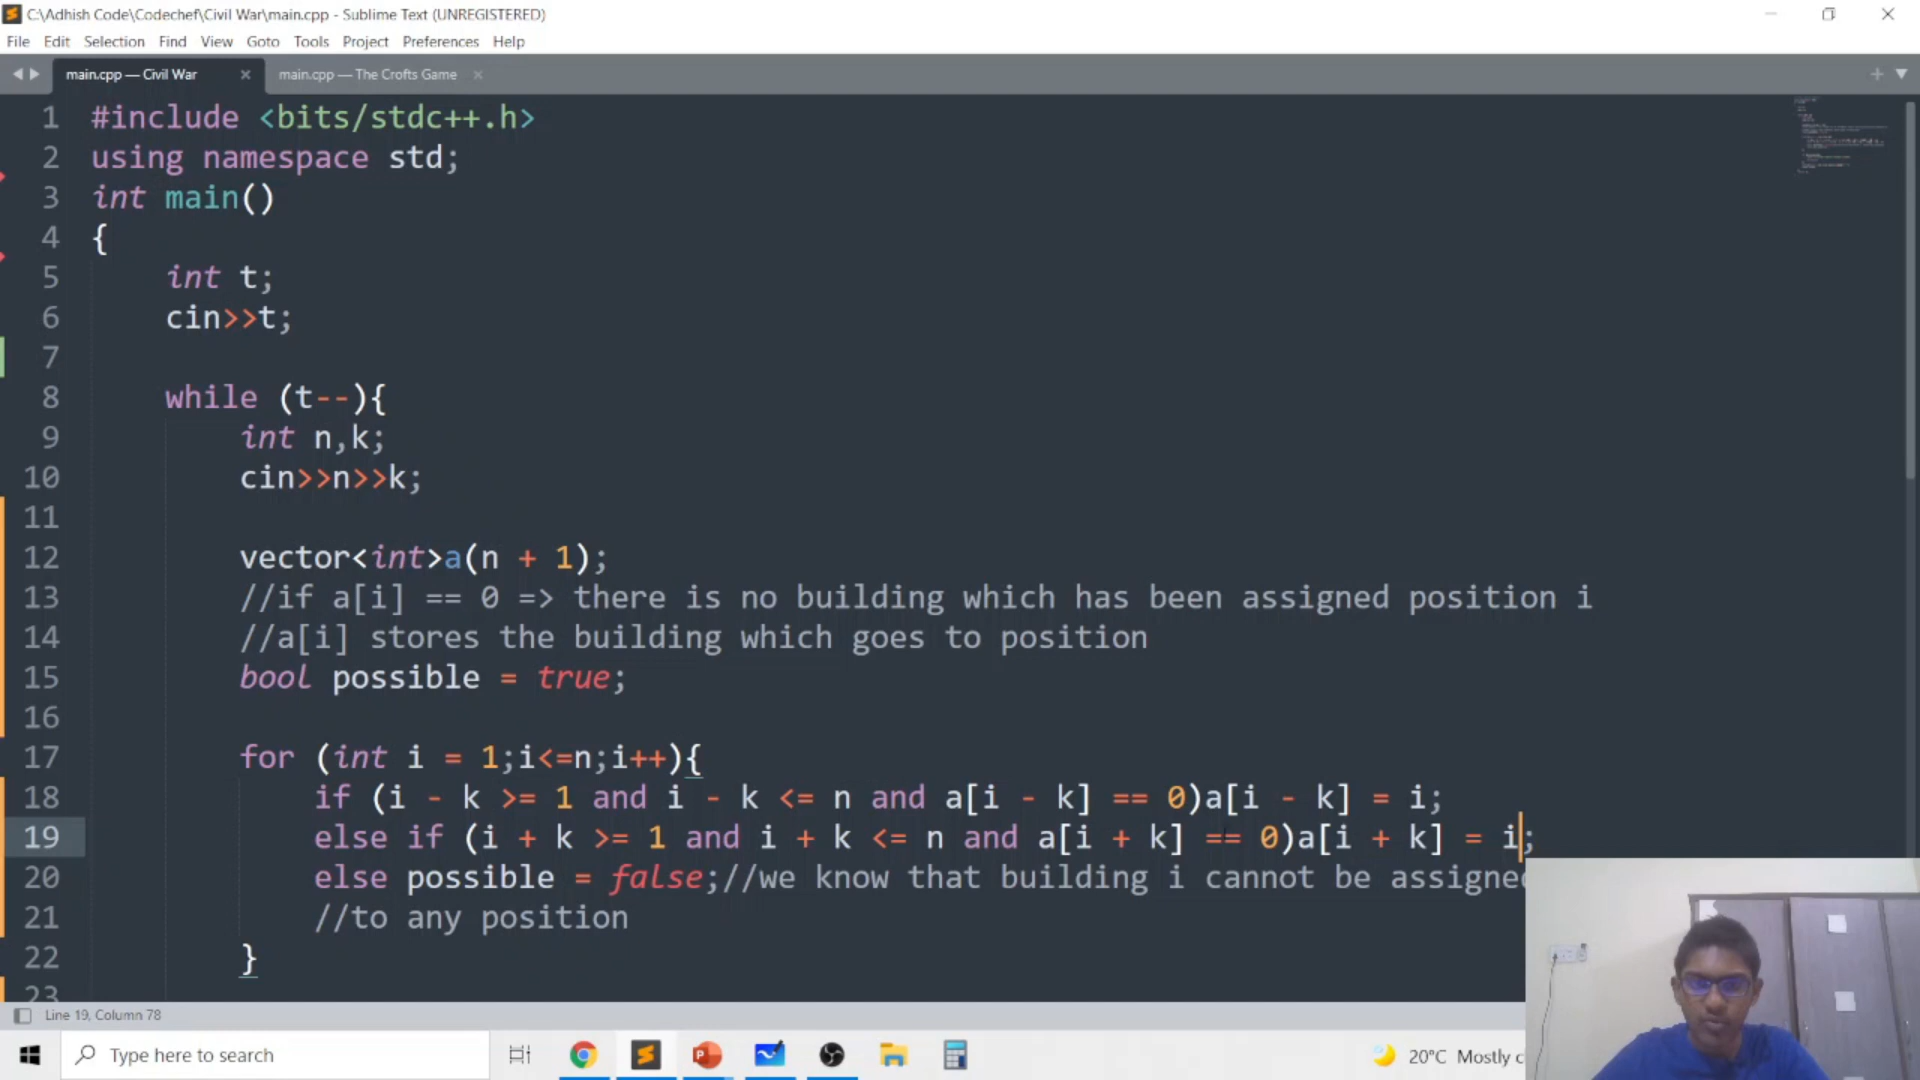 C:\Adhish Code\Codechef\Civil War\main.cpp - Sublime Text (UNREGISTERED)
File Edit Selection Find View Goto Tools Project Preferences Help
main.cpp — Civil War × main.cpp — The Crofts Game ×
1 #include <bits/stdc++.h>
2 using namespace std;
3 int main()
4 {
5 int t;
6 cin>>t;
7
8 while (t--){
9 int n,k;
10 cin>>n>>k;
11
12 vector<int>a(n + 1);
13 //if a[i] == 0 => there is no building which has been assigned position i
14 //a[i] stores the building which goes to position
15 bool possible = true;
16
17 for (int i = 1;i<=n;i++){
18 if (i - k >= 1 and i - k <= n and a[i - k] == 0)a[i - k] = i;
19 else if (i + k >= 1 and i + k <= n and a[i + k] == 0)a[i + k] = i;
20 else possible = false;//we know that building i cannot be assigned
21 //to any position
22 }
23
Line 19, Column 78
Type here to search
20°C Mostly